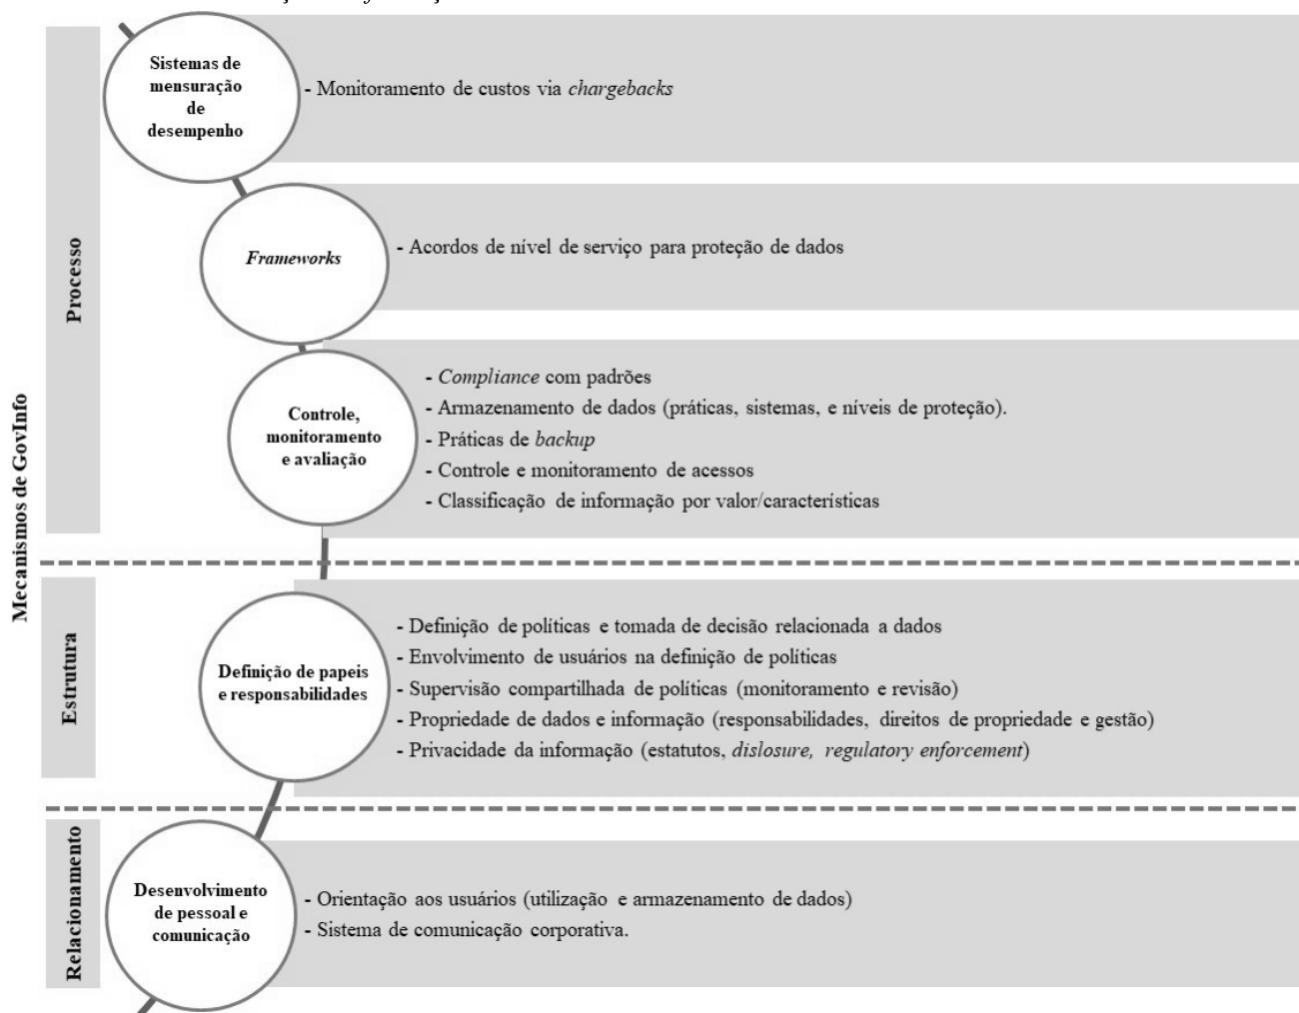 Mecanismos de GovInfo
Processo
Sistemas de
mensuração
de
desempenho
- Monitoramento de custos via chargebacks
Frameworks
- Acordos de nível de serviço para proteção de dados
Controle,
monitoramento
e avaliação
- Compliance com padrões
- Armazenamento de dados (práticas, sistemas, e níveis de proteção).
- Práticas de backup
- Controle e monitoramento de acessos
- Classificação de informação por valor/características
Estrutura
Definição de papeis
e responsabilidades
- Definição de políticas e tomada de decisão relacionada a dados
- Envolvimento de usuários na definição de políticas
- Supervisão compartilhada de políticas (monitoramento e revisão)
- Propriedade de dados e informação (responsabilidades, direitos de propriedade e gestão)
- Privacidade da informação (estatutos, dislosure, regulatory enforcement)
Relacionamento
Desenvolvimento
de pessoal e
comunicação
- Orientação aos usuários (utilização e armazenamento de dados)
- Sistema de comunicação corporativa.